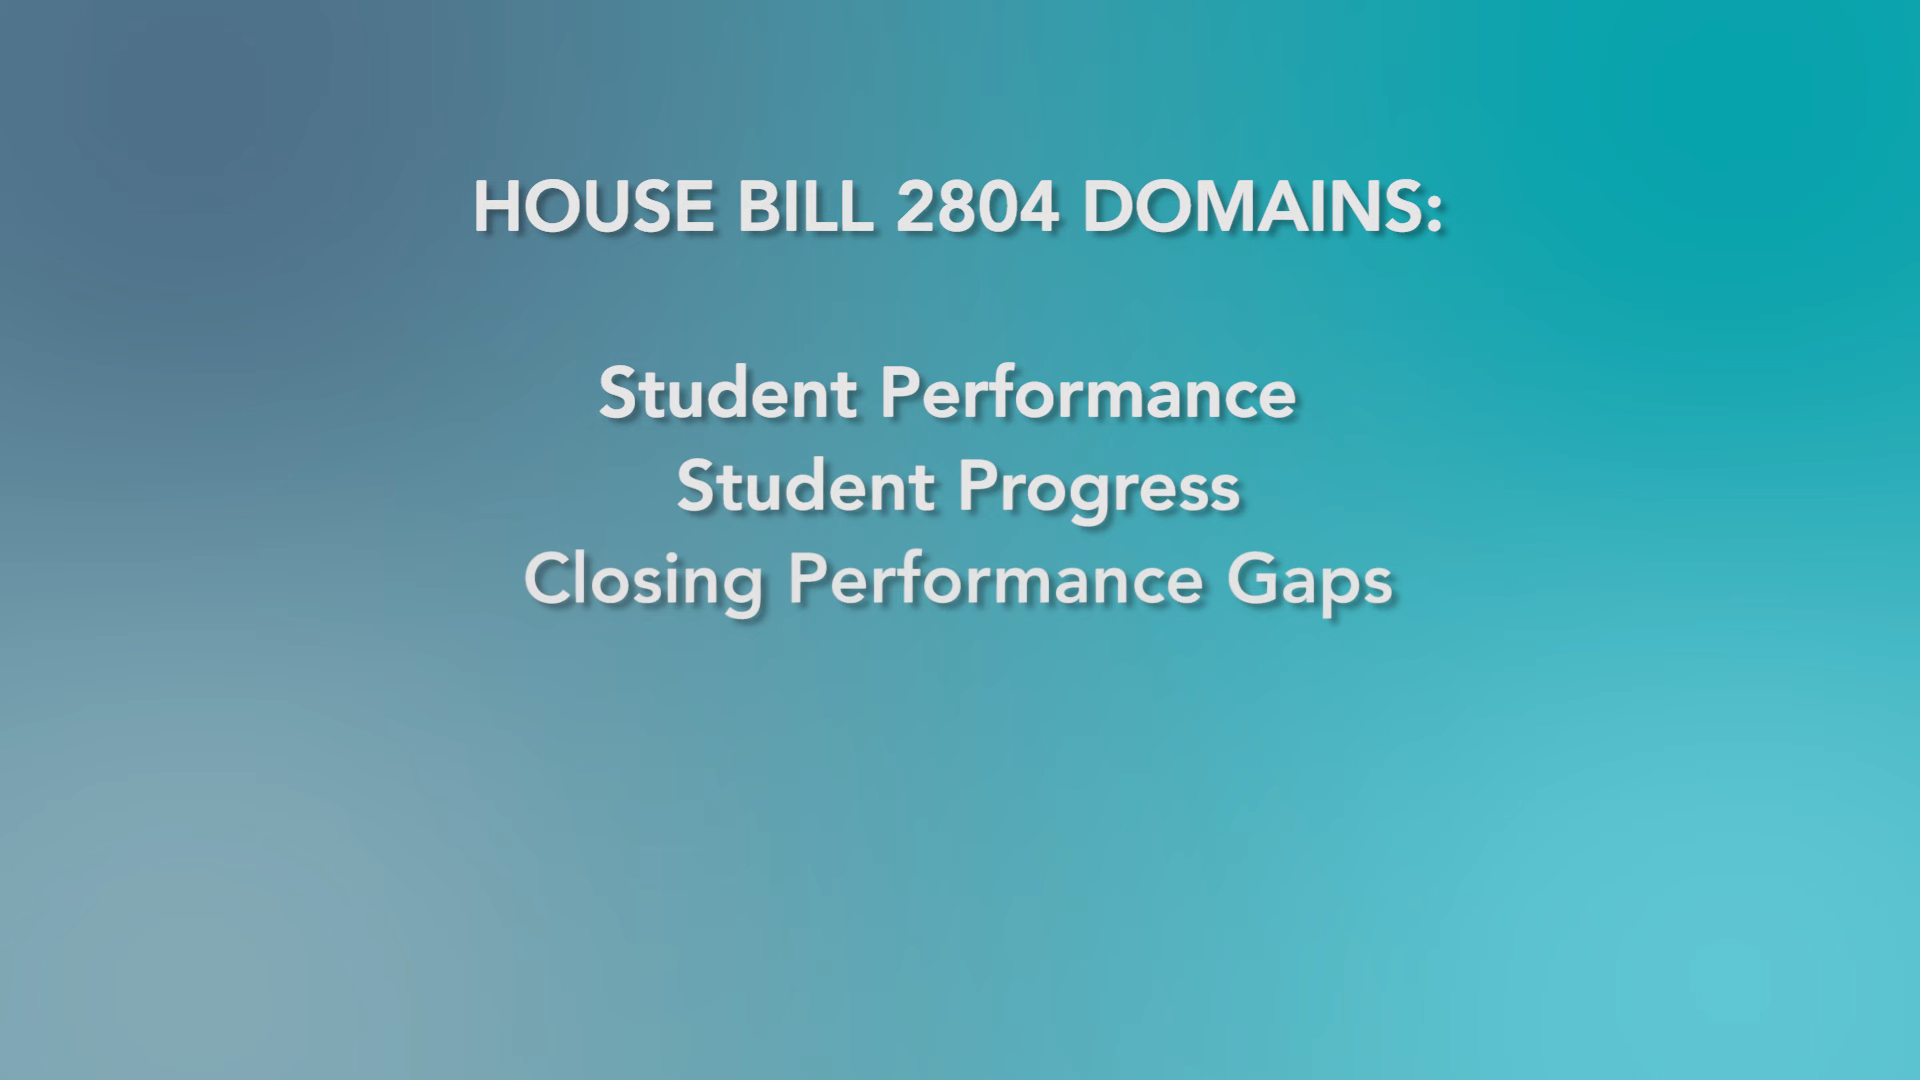 HOUSE BILL 2804 DOMAINS:
Student Performance
Student Progress
Closing Performance Gaps